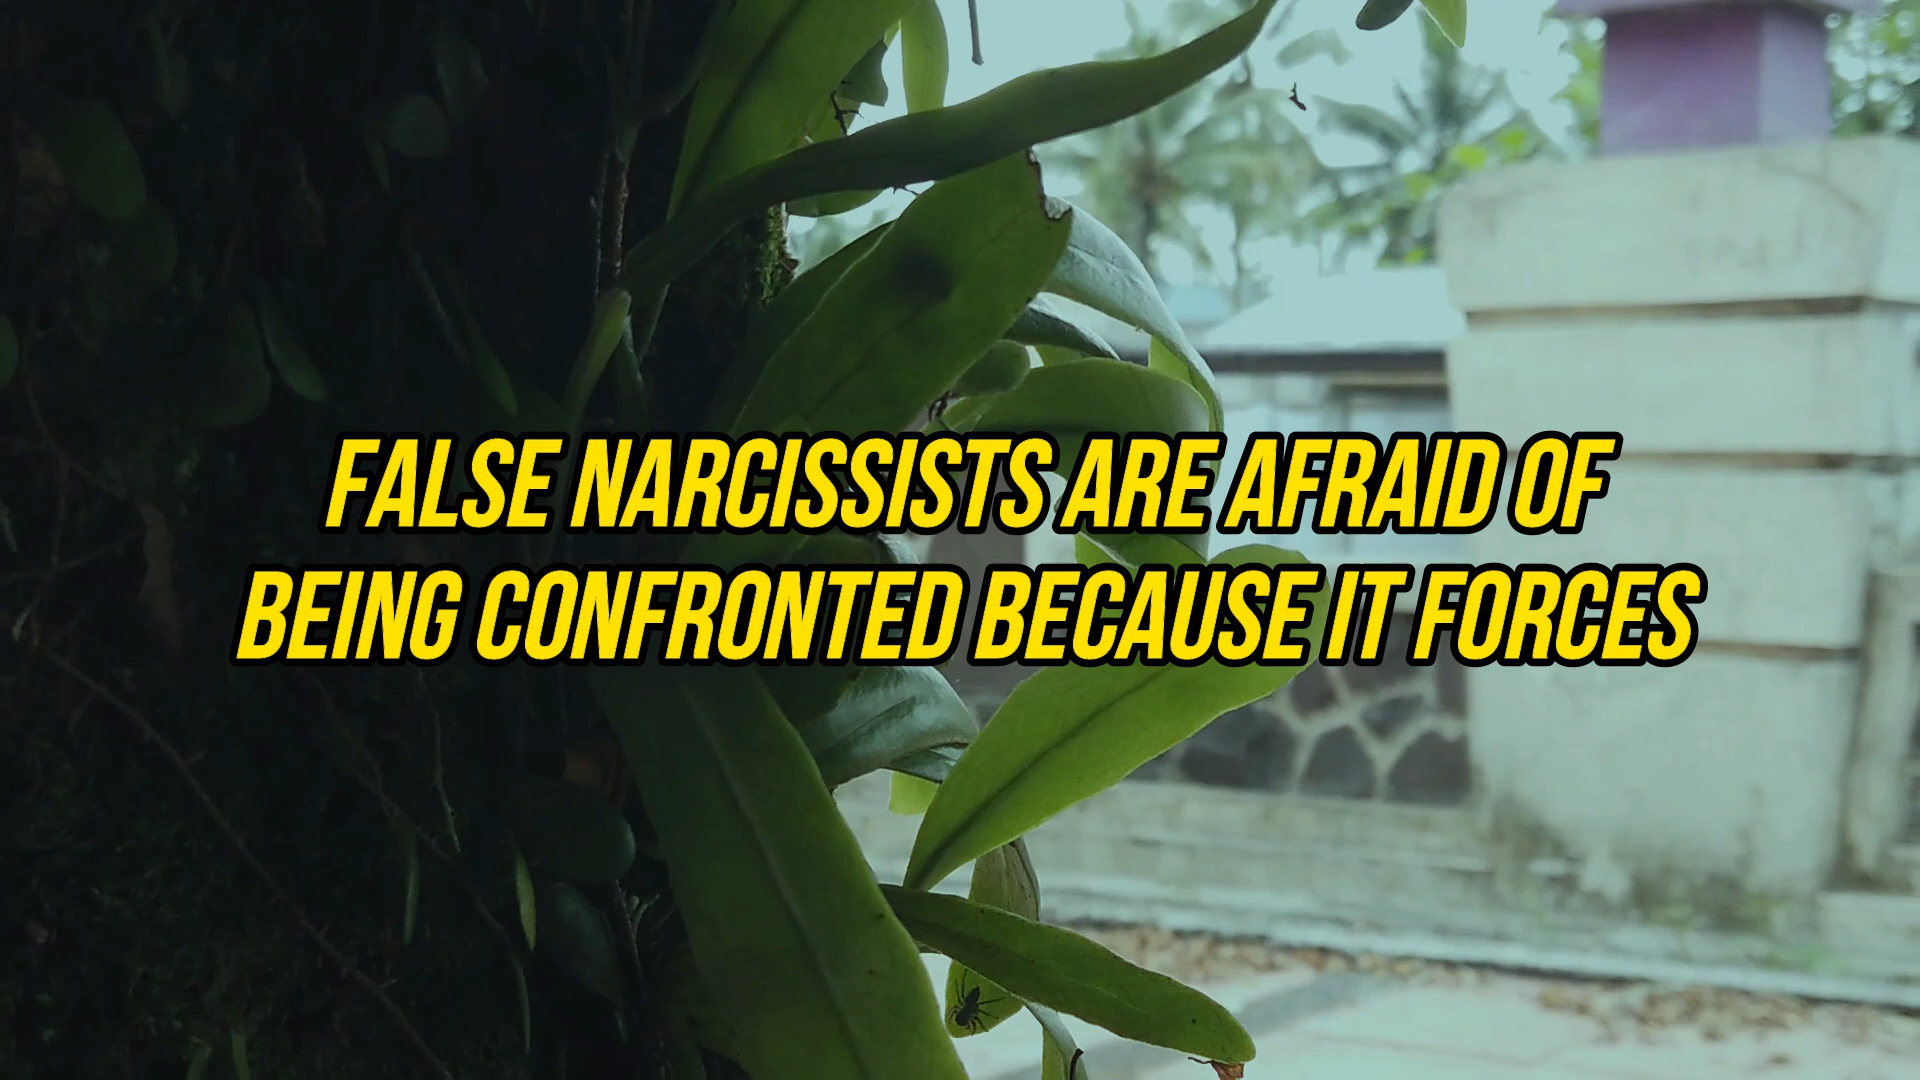 FALSE NARCISSISTS ARE AFRAID OF
BEING CONFRONTED BECAUSE IT FORCES